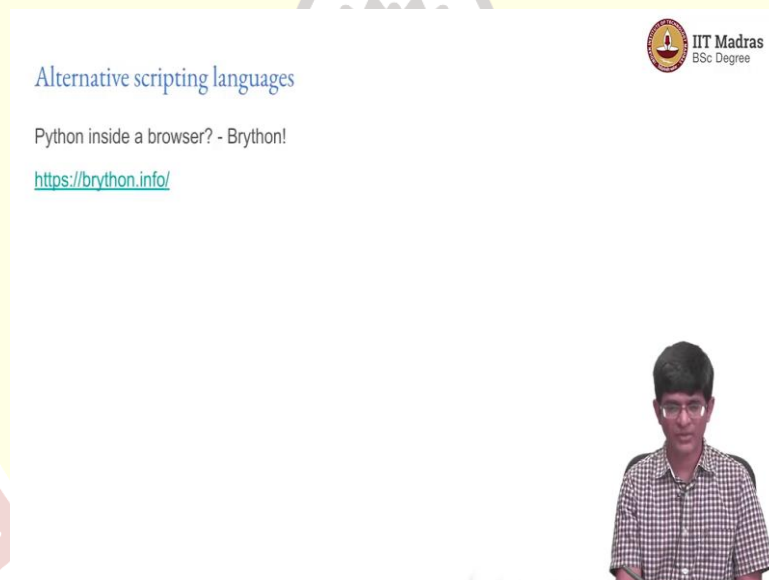 IIT Madras
BSc Degree
Alternative scripting languages
Python inside a browser? - Brython!
https://brython.info/